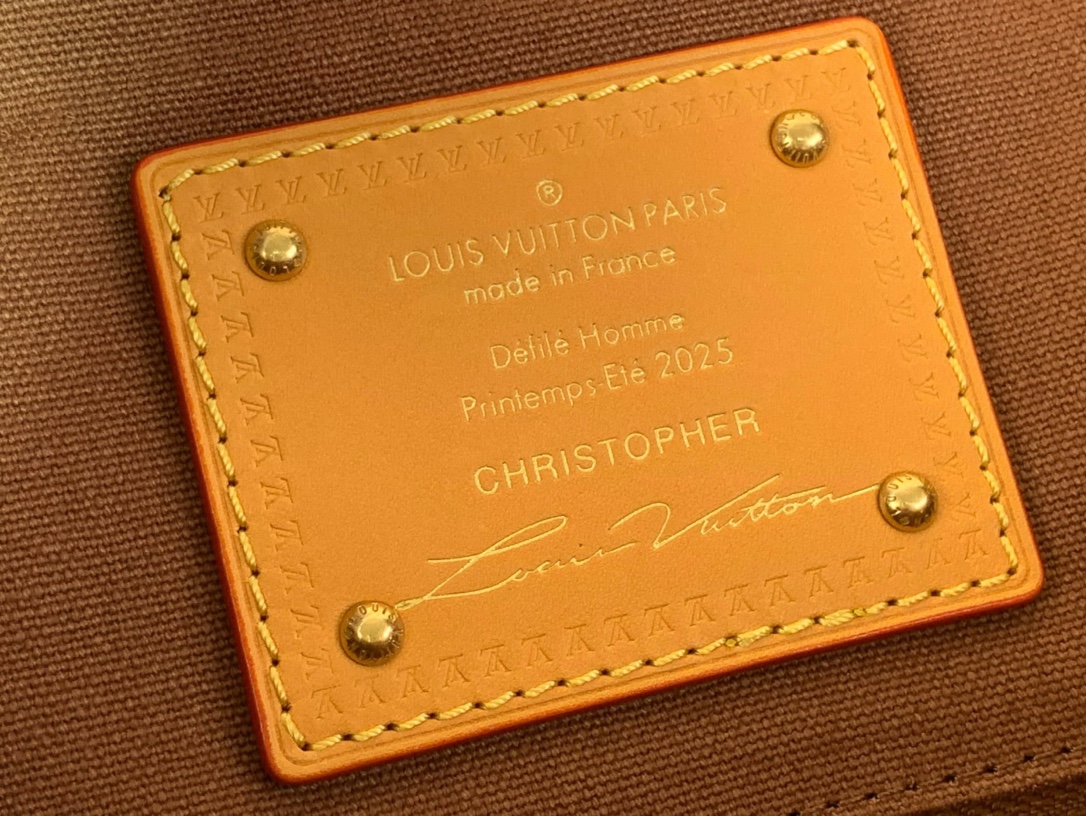 ®
LOUIS VUITTON PARIS
made in France
Défilé Homme
Printemps-Eté 2025
CHRISTOPHER
Louis Vuitton